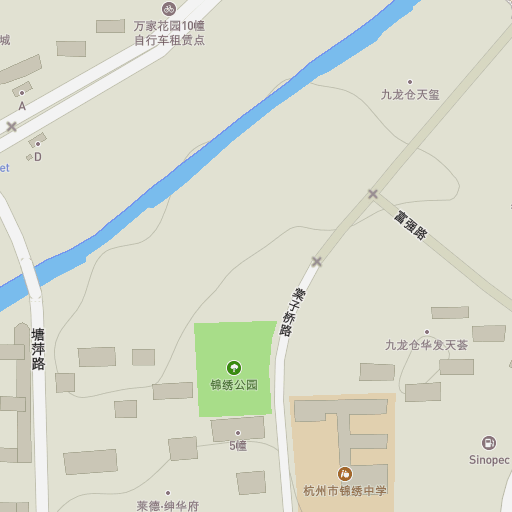 万家花园10幢
自行车租赁点
城
A
D
et
九龙仓天玺
富强路
棠子桥路
塘萍路
九龙仓华发天荟
锦绣公园
5幢
Sinopec
杭州市锦绣中学
莱德·绅华府